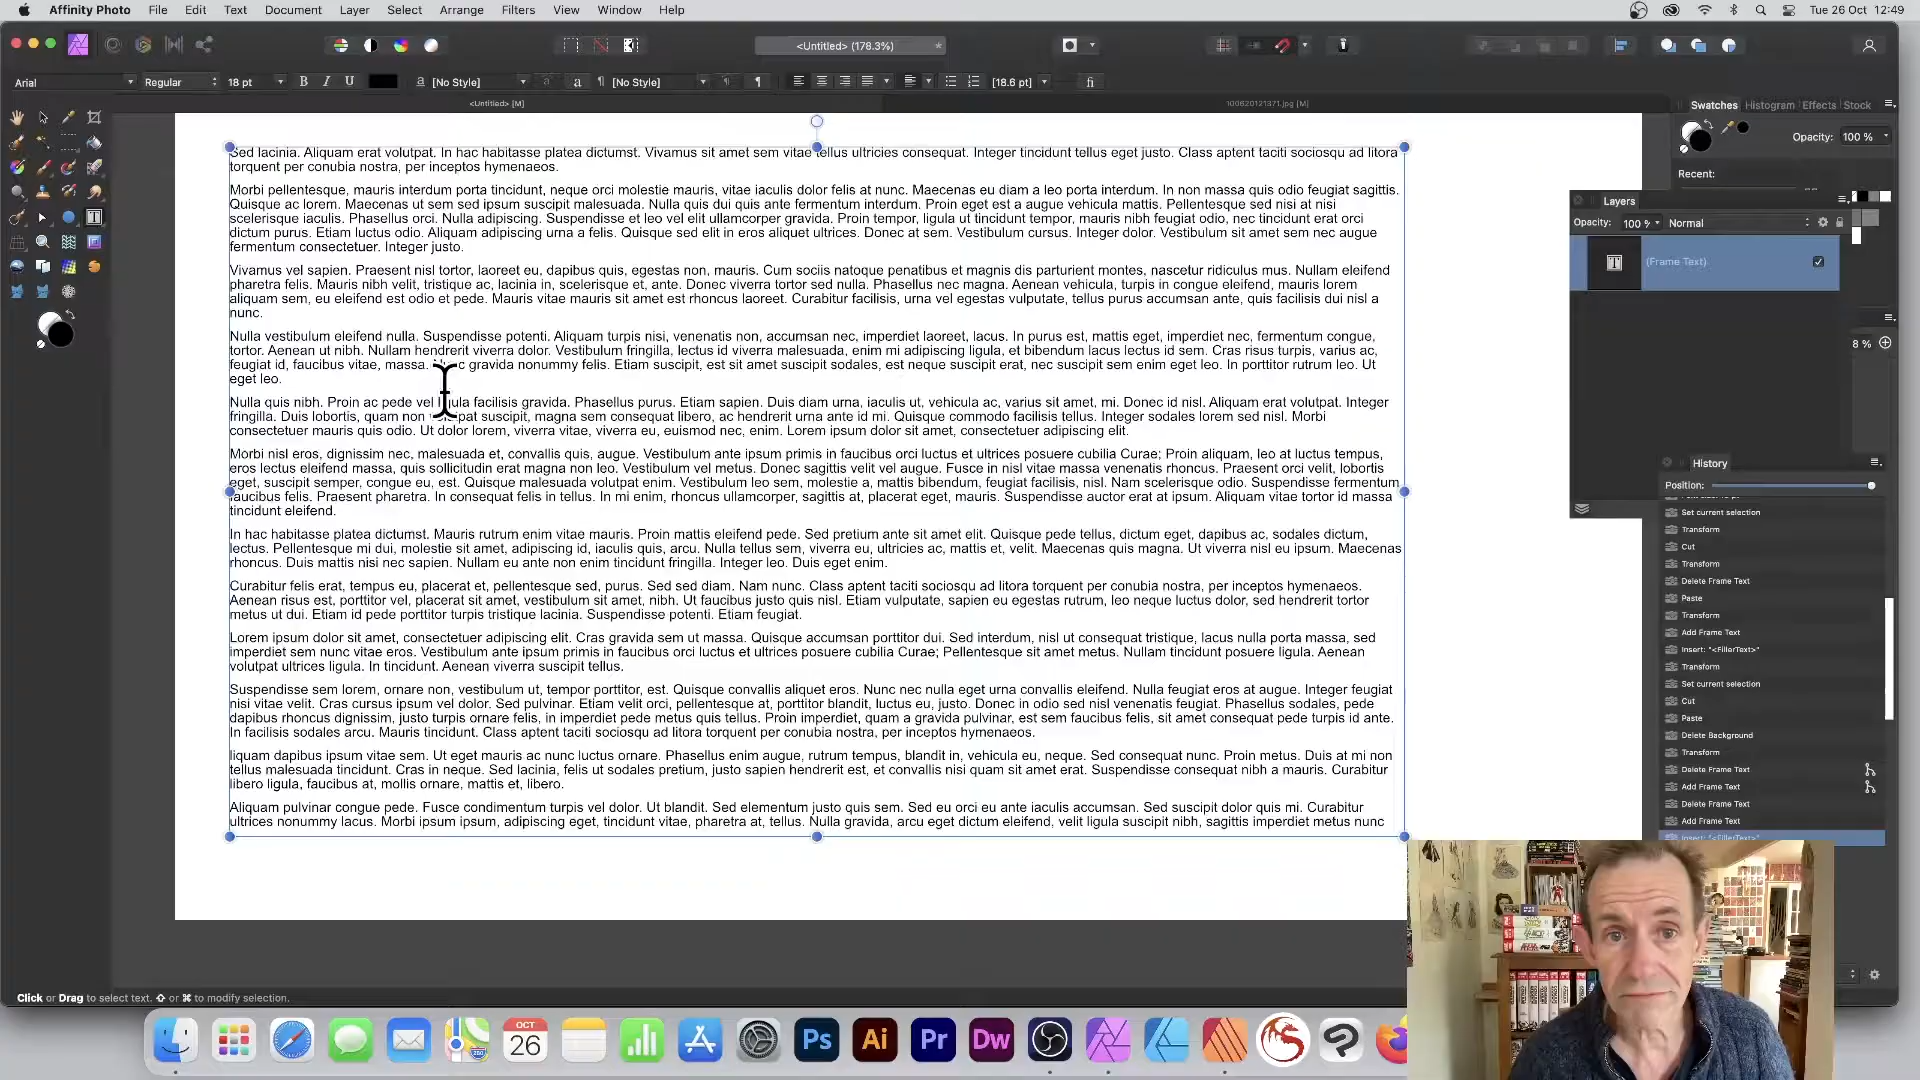 Affinity Photo File Edit Text Document Layer Select Arrange Filters View Window Help Tue 26 Oct 12:49
<Untitled> (178.3%) *
Arial Regular 18 pt B I U a [No Style] a ¶ [No Style] ¶ [18.6 pt] fi
<Untitled> [M] 100620121371.jpg [M]
Swatches Histogram Effects Stock
Opacity: 100 %
Recent:
Layers
Opacity: 100 % Normal
T (Frame Text)
8 %
Sed lacinia. Aliquam erat volutpat. In hac habitasse platea dictumst. Vivamus sit amet sem vitae tellus ultricies consequat. Integer tincidunt tellus eget justo. Class aptent taciti sociosqu ad litora
torquent per conubia nostra, per inceptos hymenaeos.
Morbi pellentesque, mauris interdum porta tincidunt, neque orci molestie mauris, vitae iaculis dolor felis at nunc. Maecenas eu diam a leo porta interdum. In non massa quis odio feugiat sagittis.
Quisque ac lorem. Maecenas ut sem sed ipsum suscipit malesuada. Nulla quis dui quis ante fermentum interdum. Proin eget est a augue vehicula mattis. Pellentesque sed nisi at nisi
scelerisque iaculis. Phasellus orci. Nulla adipiscing. Suspendisse et leo vel elit ullamcorper gravida. Proin tempor, ligula ut tincidunt tempor, mauris nibh feugiat odio, nec tincidunt erat orci
dictum purus. Etiam luctus odio. Aliquam adipiscing urna a felis. Quisque sed elit in eros aliquet ultrices. Donec at sem. Vestibulum cursus. Integer dolor. Vestibulum sit amet sem nec augue
fermentum consectetuer. Integer justo.
Vivamus vel sapien. Praesent nisl tortor, laoreet eu, dapibus quis, egestas non, mauris. Cum sociis natoque penatibus et magnis dis parturient montes, nascetur ridiculus mus. Nullam eleifend
pharetra felis. Mauris nibh velit, tristique ac, lacinia in, scelerisque et, ante. Donec viverra tortor sed nulla. Phasellus nec magna. Aenean vehicula, turpis in congue eleifend, mauris lorem
aliquam sem, eu eleifend est odio et pede. Mauris vitae mauris sit amet est rhoncus laoreet. Curabitur facilisis, urna vel egestas vulputate, tellus purus accumsan ante, quis facilisis dui nisl a
nunc.
Nulla vestibulum eleifend nulla. Suspendisse potenti. Aliquam turpis nisi, venenatis non, accumsan nec, imperdiet laoreet, lacus. In purus est, mattis eget, imperdiet nec, fermentum congue,
tortor. Aenean ut nibh. Nullam hendrerit viverra dolor. Vestibulum fringilla, lectus id viverra malesuada, enim mi adipiscing ligula, et bibendum lacus lectus id sem. Cras risus turpis, varius ac,
feugiat id, faucibus vitae, massa. gravida nonummy felis. Etiam suscipit, est sit amet suscipit sodales, est neque suscipit erat, nec suscipit sem enim eget leo. In porttitor rutrum leo. Ut
eget leo.
Nulla quis nibh. Proin ac pede vel ligula facilisis gravida. Phasellus purus. Etiam sapien. Duis diam urna, iaculis ut, vehicula ac, varius sit amet, mi. Donec id nisl. Aliquam erat volutpat. Integer
fringilla. Duis lobortis, quam non suscipit, magna sem consequat libero, ac hendrerit urna ante id mi. Quisque commodo facilisis tellus. Integer sodales lorem sed nisl. Morbi
consectetuer mauris quis odio. Ut dolor lorem, viverra vitae, viverra eu, euismod nec, enim. Lorem ipsum dolor sit amet, consectetuer adipiscing elit.
Morbi nisl eros, dignissim nec, malesuada et, convallis quis, augue. Vestibulum ante ipsum primis in faucibus orci luctus et ultrices posuere cubilia Curae; Proin aliquam, leo at luctus tempus,
eros lectus eleifend massa, quis sollicitudin erat magna non leo. Vestibulum vel metus. Donec sagittis velit vel augue. Fusce in nisl vitae massa venenatis rhoncus. Praesent orci velit, lobortis
eget, suscipit semper, congue eu, est. Quisque malesuada volutpat enim. Vestibulum leo sem, molestie a, mattis bibendum, feugiat facilisis, nisl. Nam scelerisque odio. Suspendisse fermentum
faucibus felis. Praesent pharetra. In consequat felis in tellus. In mi enim, rhoncus ullamcorper, sagittis at, placerat eget, mauris. Suspendisse auctor erat at ipsum. Aliquam vitae tortor id massa
tincidunt eleifend.
In hac habitasse platea dictumst. Mauris rutrum enim vitae mauris. Proin mattis eleifend pede. Sed pretium ante sit amet elit. Quisque pede tellus, dictum eget, dapibus ac, sodales dictum,
lectus. Pellentesque mi dui, molestie sit amet, adipiscing id, iaculis quis, arcu. Nulla tellus sem, viverra eu, ultricies ac, mattis et, velit. Maecenas quis magna. Ut viverra nisl eu ipsum. Maecenas
rhoncus. Duis mattis nisi nec sapien. Nullam eu ante non enim tincidunt fringilla. Integer leo. Duis eget enim.
Curabitur felis erat, tempus eu, placerat et, pellentesque sed, purus. Sed sed diam. Nam nunc. Class aptent taciti sociosqu ad litora torquent per conubia nostra, per inceptos hymenaeos.
Aenean risus est, porttitor vel, placerat sit amet, vestibulum sit amet, nibh. Ut faucibus justo quis nisl. Etiam vulputate, sapien eu egestas rutrum, leo neque luctus dolor, sed hendrerit tortor
metus ut dui. Etiam id pede porttitor turpis tristique lacinia. Suspendisse potenti. Etiam feugiat.
Lorem ipsum dolor sit amet, consectetuer adipiscing elit. Cras gravida sem ut massa. Quisque accumsan porttitor dui. Sed interdum, nisl ut consequat tristique, lacus nulla porta massa, sed
imperdiet sem nunc vitae eros. Vestibulum ante ipsum primis in faucibus orci luctus et ultrices posuere cubilia Curae; Pellentesque sit amet metus. Nullam tincidunt posuere ligula. Aenean
volutpat ultrices ligula. In tincidunt. Aenean viverra suscipit tellus.
Suspendisse sem lorem, ornare non, vestibulum ut, tempor porttitor, est. Quisque convallis aliquet eros. Nunc nec nulla eget urna convallis eleifend. Nulla feugiat eros at augue. Integer feugiat
nisi vitae velit. Cras cursus ipsum vel dolor. Sed pulvinar. Etiam velit orci, pellentesque at, porttitor blandit, luctus eu, justo. Donec in odio sed nisl venenatis feugiat. Phasellus sodales, pede
dapibus rhoncus dignissim, justo turpis ornare felis, in imperdiet pede metus quis tellus. Proin imperdiet, quam a gravida pulvinar, est sem faucibus felis, sit amet consequat pede turpis id ante.
In facilisis sodales arcu. Mauris tincidunt. Class aptent taciti sociosqu ad litora torquent per conubia nostra, per inceptos hymenaeos.
liquam dapibus ipsum vitae sem. Ut eget mauris ac nunc luctus ornare. Phasellus enim augue, rutrum tempus, blandit in, vehicula eu, neque. Sed consequat nunc. Proin metus. Duis at mi non
tellus malesuada tincidunt. Cras in neque. Sed lacinia, felis ut sodales pretium, justo sapien hendrerit est, et convallis nisi quam sit amet erat. Suspendisse consequat nibh a mauris. Curabitur
libero ligula, faucibus at, mollis ornare, mattis et, libero.
Aliquam pulvinar congue pede. Fusce condimentum turpis vel dolor. Ut blandit. Sed elementum justo quis sem. Sed eu orci eu ante iaculis accumsan. Sed suscipit dolor quis mi. Curabitur
ultrices nonummy lacus. Morbi ipsum ipsum, adipiscing eget, tincidunt vitae, pharetra at, tellus. Nulla gravida, arcu eget dictum eleifend, velit ligula suscipit nibh, sagittis imperdiet metus nunc
History
Position:
Set current selection
Transform
Cut
Transform
Delete Frame Text
Paste
Transform
Add Frame Text
Insert: "<FillerText>"
Transform
Set current selection
Cut
Paste
Delete Background
Transform
Delete Frame Text
Add Frame Text
Delete Frame Text
Add Frame Text
Insert: "<FillerText>"
Click or Drag to select text. ⇧ or ⌘ to modify selection.
OCT
26
280
Ps Ai Pr Dw